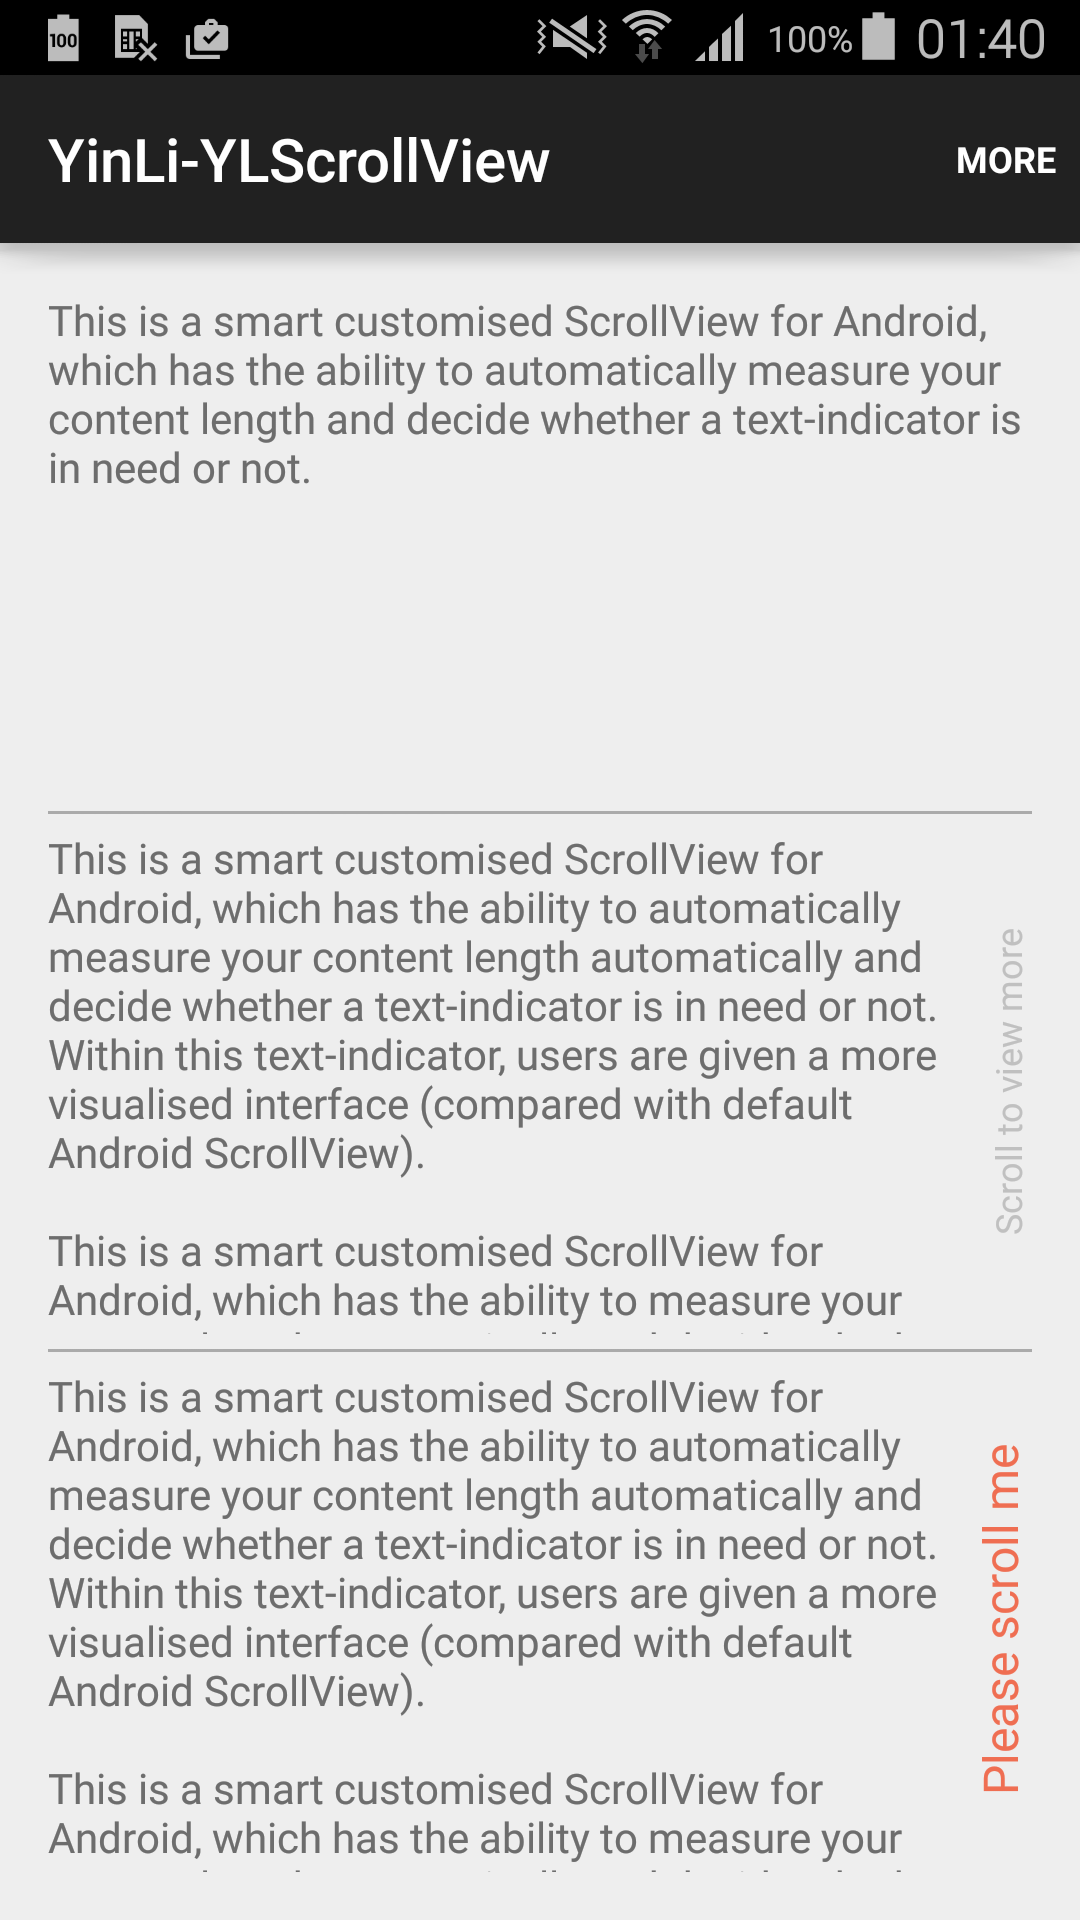 100
100%
01:40
YinLi-YLScrollView
MORE
This is a smart customised ScrollView for Android,
which has the ability to automatically measure your
content length and decide whether a text-indicator is
in need or not.
This is a smart customised ScrollView for
Android, which has the ability to automatically
measure your content length automatically and
decide whether a text-indicator is in need or not.
Within this text-indicator, users are given a more
visualised interface (compared with default
Android ScrollView).
This is a smart customised ScrollView for
Android, which has the ability to measure your
Scroll to view more
This is a smart customised ScrollView for
Android, which has the ability to automatically
measure your content length automatically and
decide whether a text-indicator is in need or not.
Within this text-indicator, users are given a more
visualised interface (compared with default
Android ScrollView).
This is a smart customised ScrollView for
Android, which has the ability to measure your
Please scroll me